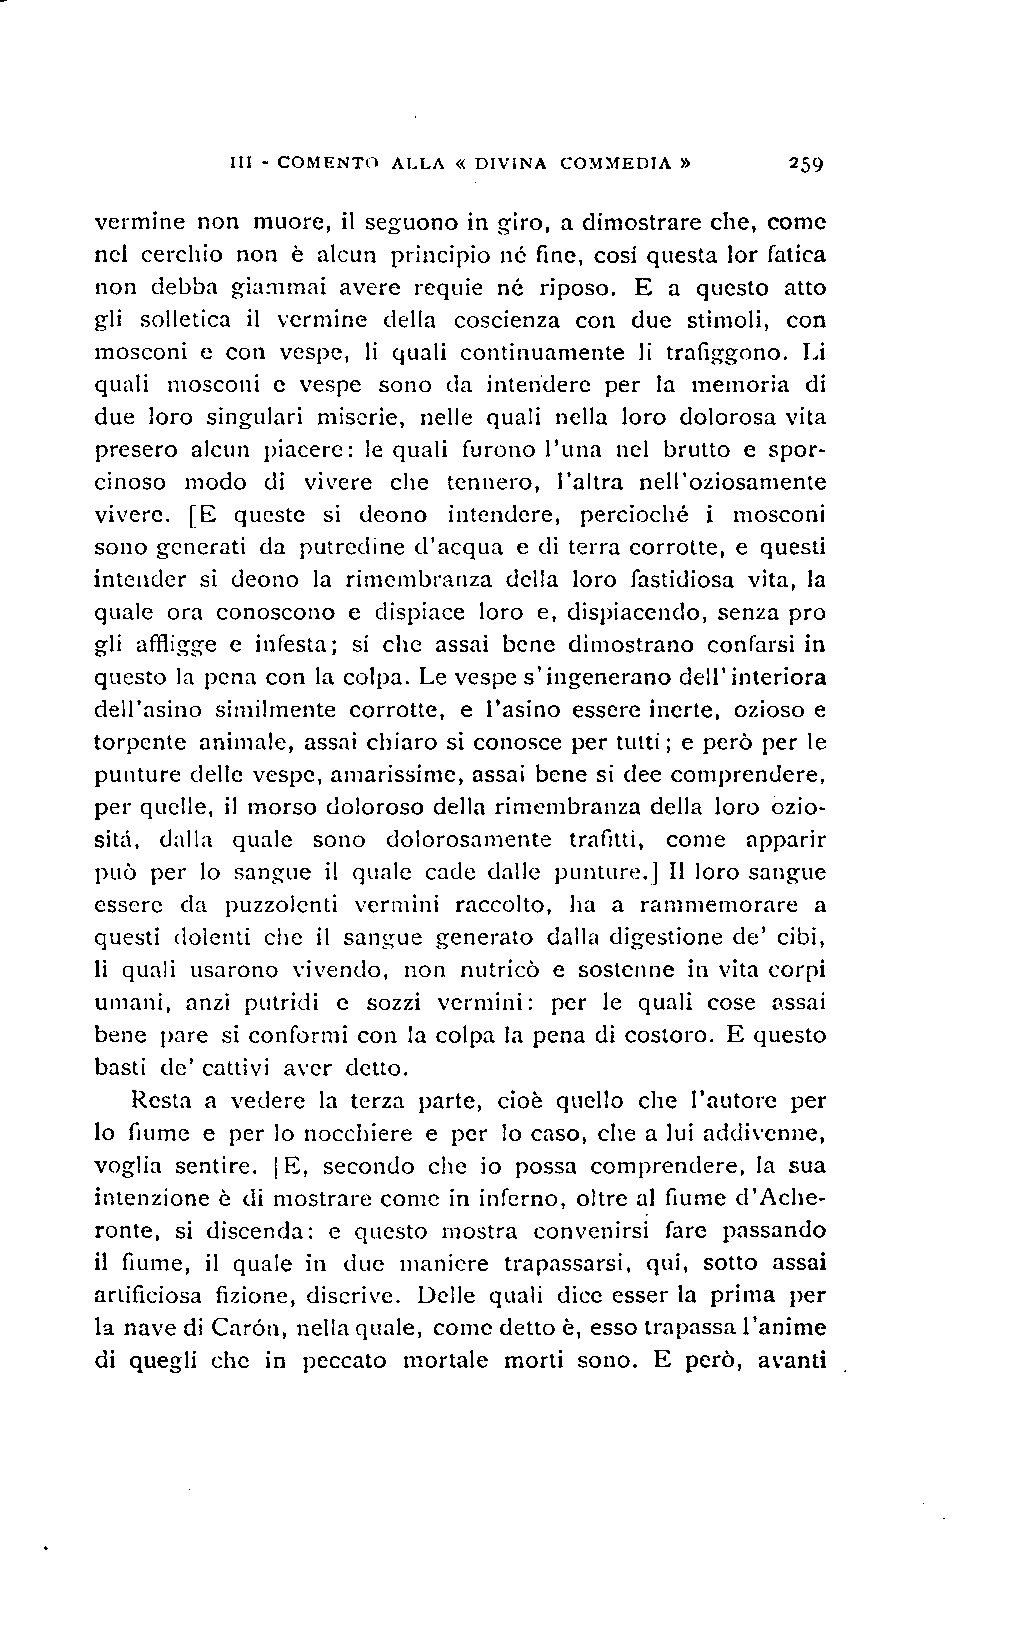 III - COMENTO ALLA « DIVINA COMMEDIA » 259
vermine non muore, il seguono in giro, a dimostrare che, come
nel cerchio non è alcun principio né fine, cosí questa lor fatica
non debba giammai avere requie né riposo. E a questo atto
gli solletica il vermine della coscienza con due stimoli, con
mosconi e con vespe, li quali continuamente li trafiggono. Li
quali mosconi e vespe sono da intendere per la memoria di
due loro singulari miserie, nelle quali nella loro dolorosa vita
presero alcun piacere: le quali furono l'una nel brutto e spor-
cinoso modo di vivere che tennero, l'altra nell'oziosamente
vivere. [E queste si deono intendere, percioché i mosconi
sono generati da putredine d'acqua e di terra corrotte, e questi
intender si deono la rimembranza della loro fastidiosa vita, la
quale ora conoscono e dispiace loro e, dispiacendo, senza pro
gli affligge e infesta; sí che assai bene dimostrano confarsi in
questo la pena con la colpa. Le vespe s'ingenerano dell'interiora
dell'asino similmente corrotte, e l'asino essere inerte, ozioso e
torpente animale, assai chiaro si conosce per tutti; e però per le
punture delle vespe, amarissime, assai bene si dee comprendere,
per quelle, il morso doloroso della rimembranza della loro ozio-
sitá, dalla quale sono dolorosamente trafitti, come apparir
può per lo sangue il quale cade dalle punture.] Il loro sangue
essere da puzzolenti vermini raccolto, ha a rammemorare a
questi dolenti che il sangue generato dalla digestione de' cibi,
li quali usarono vivendo, non nutricò e sostenne in vita corpi
umani, anzi putridi e sozzi vermini: per le quali cose assai
bene pare si conformi con la colpa la pena di costoro. E questo
basti de' cattivi aver detto.
Resta a vedere la terza parte, cioè quello che l'autore per
lo fiume e per lo nocchiere e per lo caso, che a lui addivenne,
voglia sentire. [E, secondo che io possa comprendere, la sua
intenzione è di mostrare come in inferno, oltre al fiume d'Ache-
ronte, si discenda: e questo mostra convenirsi fare passando
il fiume, il quale in due maniere trapassarsi, qui, sotto assai
artificiosa fizione, discrive. Delle quali dice esser la prima per
la nave di Carón, nella quale, come detto è, esso trapassa l'anime
di quegli che in peccato mortale morti sono. E però, avanti